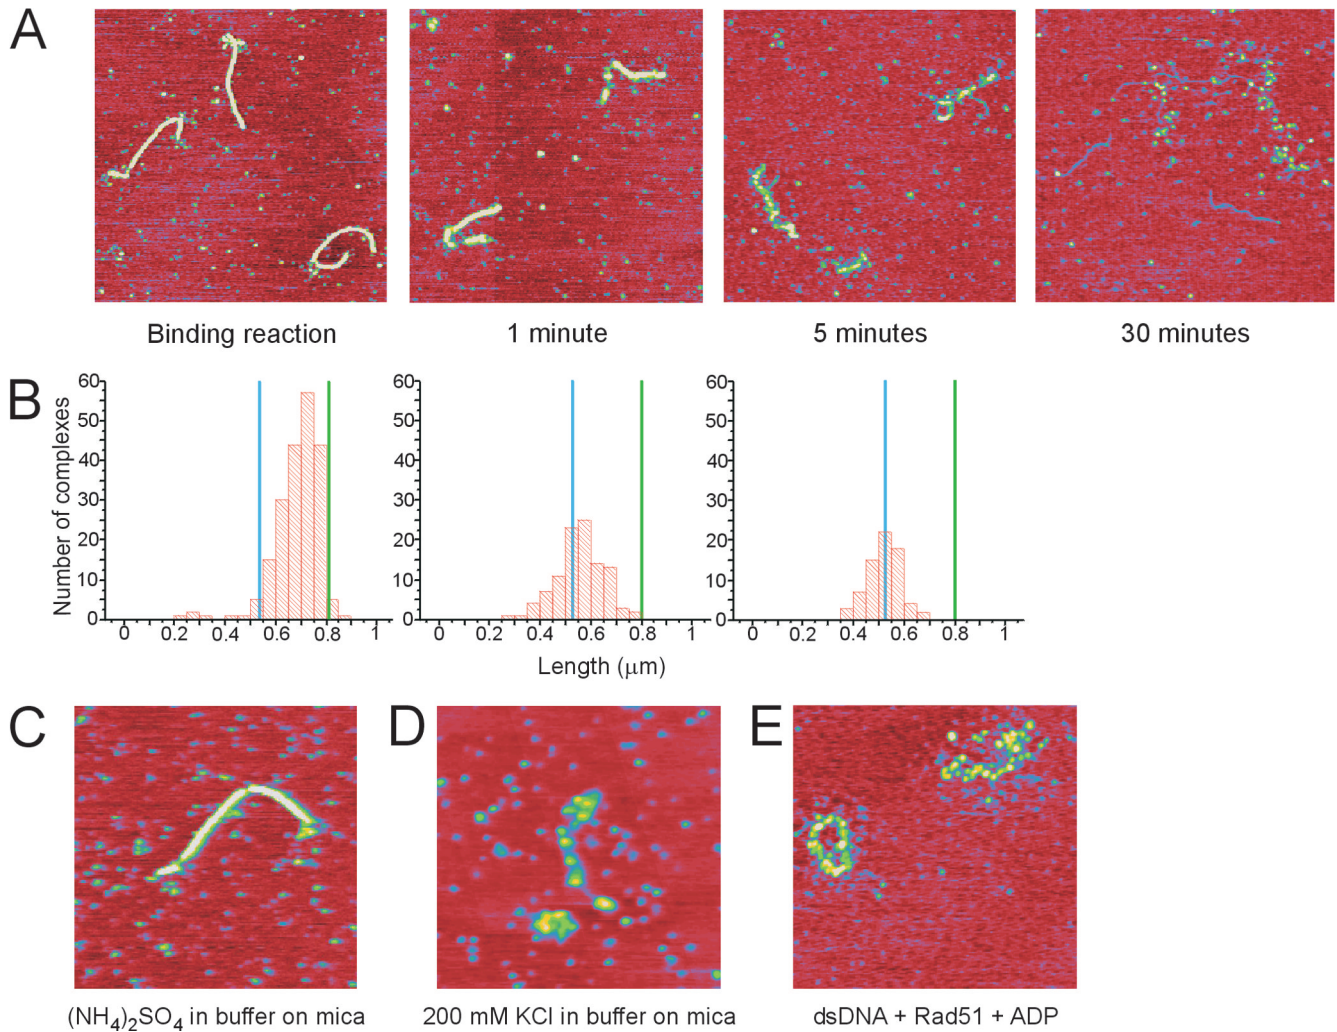 A
Binding reaction
1 minute
5 minutes
30 minutes
B
Number of complexes
60
50
40
30
20
10
0
0 0.2 0.4 0.6 0.8 1
60
50
40
30
20
10
0
0 0.2 0.4 0.6 0.8 1
60
50
40
30
20
10
0
0 0.2 0.4 0.6 0.8 1
Length (μm)
C
(NH₄)₂SO₄ in buffer on mica
D
200 mM KCl in buffer on mica
E
dsDNA + Rad51 + ADP